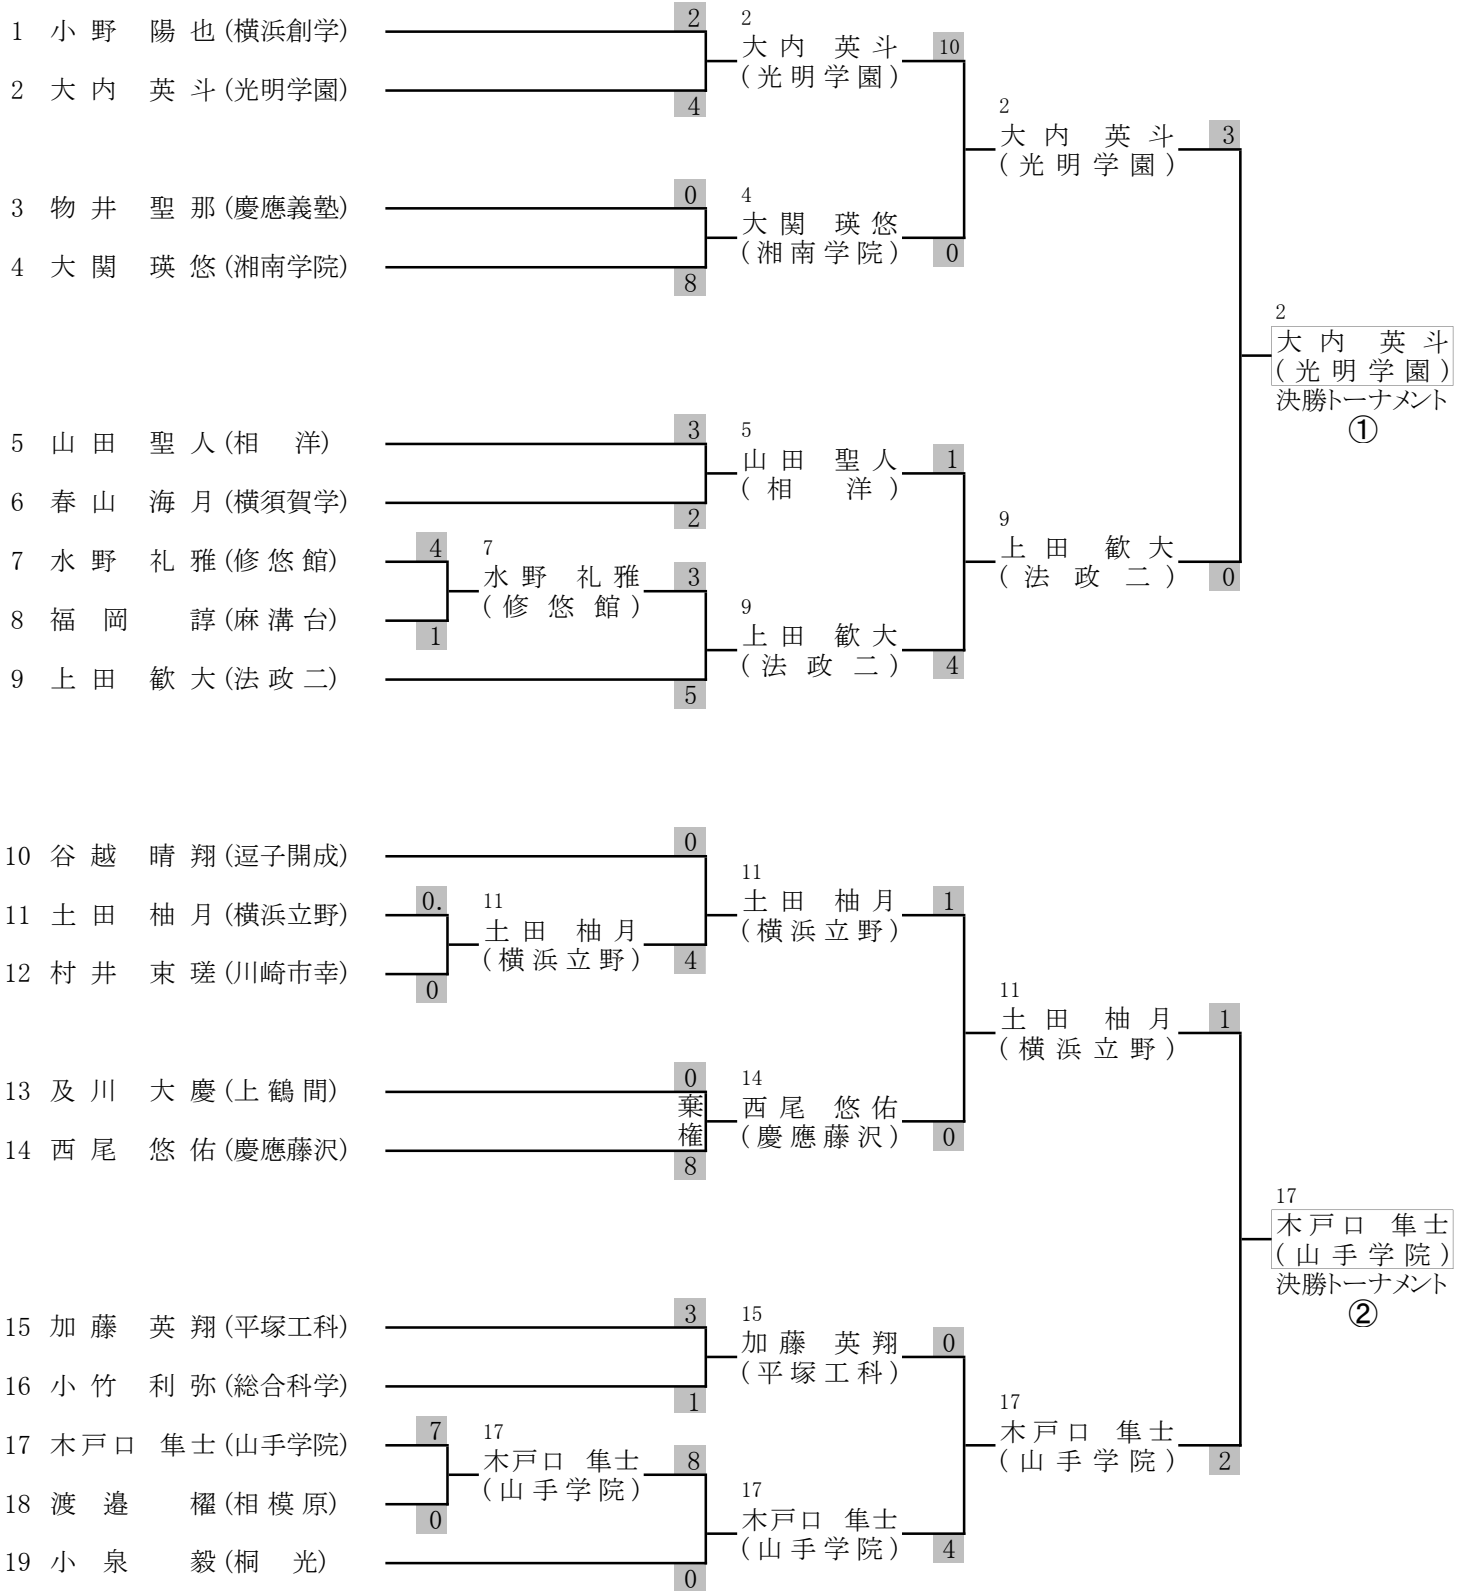 1 小野 陽也 (横浜創学)
2
2 大内 英斗 (光明学園)
4
2
大内 英斗
(光明学園)
10
3 物井 聖那 (慶應義塾)
0
4 大関 瑛悠 (湘南学院)
8
4
大関 瑛悠
(湘南学院)
0
2
大内 英斗
(光明学園)
3
5 山田 聖人 (相 洋)
3
6 春山 海月 (横須賀学)
2
5
山田 聖人
(相 洋)
1
7 水野 礼雅 (修悠館)
4
8 福岡 諄 (麻溝台)
1
7
水野 礼雅
(修悠館)
3
9 上田 歓大 (法政二)
5
9
上田 歓大
(法政二)
4
9
上田 歓大
(法政二)
0
2
大内 英斗
(光明学園)
決勝トーナメント
①
10 谷越 晴翔 (逗子開成)
0
11 土田 柚月 (横浜立野)
0.
12 村井 束瑳 (川崎市幸)
0
11
土田 柚月
(横浜立野)
4
11
土田 柚月
(横浜立野)
1
13 及川 大慶 (上鶴間)
0
棄
権
14 西尾 悠佑 (慶應藤沢)
8
14
西尾 悠佑
(慶應藤沢)
0
11
土田 柚月
(横浜立野)
1
15 加藤 英翔 (平塚工科)
3
16 小竹 利弥 (総合科学)
1
15
加藤 英翔
(平塚工科)
0
17 木戸口 隼士 (山手学院)
7
18 渡邉 櫂 (相模原)
0
17
木戸口 隼士
(山手学院)
8
19 小泉 毅 (桐 光)
0
17
木戸口 隼士
(山手学院)
4
17
木戸口 隼士
(山手学院)
2
17
木戸口 隼士
(山手学院)
決勝トーナメント
②